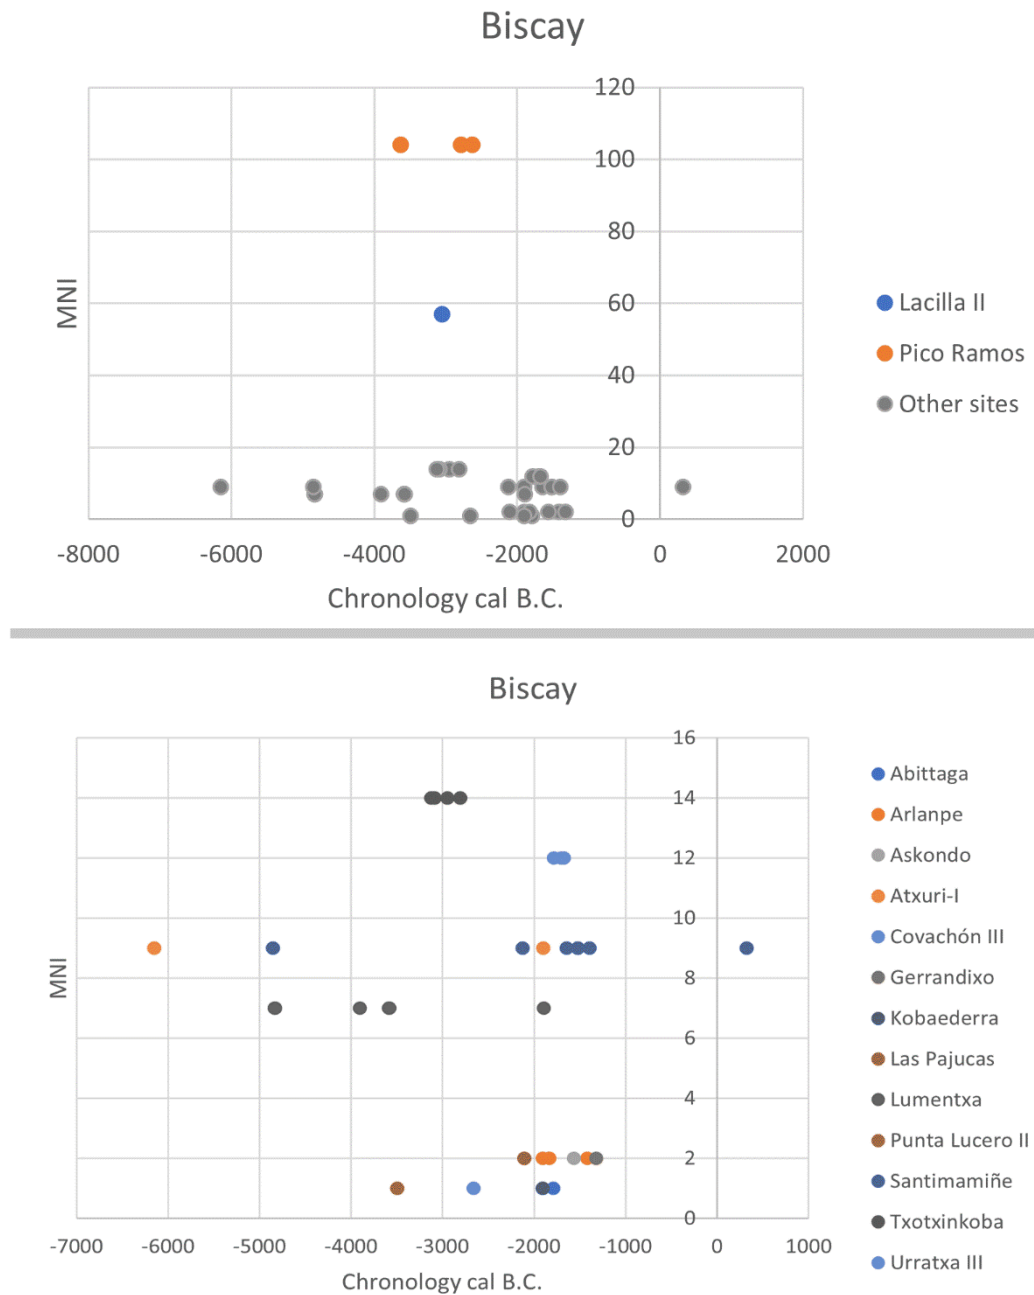 Biscay
120
100
80
60
40
20
0
MNI
-8000 -6000 -4000 -2000 0 2000
Chronology cal B.C.
Lacilla II
Pico Ramos
Other sites
Biscay
16
14
12
10
8
6
4
2
0
MNI
-7000 -6000 -5000 -4000 -3000 -2000 -1000 0 1000
Chronology cal B.C.
Abittaga
Arlanpe
Askondo
Atxuri-I
Covachón III
Gerrandixo
Kobaederra
Las Pajucas
Lumentxa
Punta Lucero II
Santimamiñe
Txotxinkoba
Urratxa III